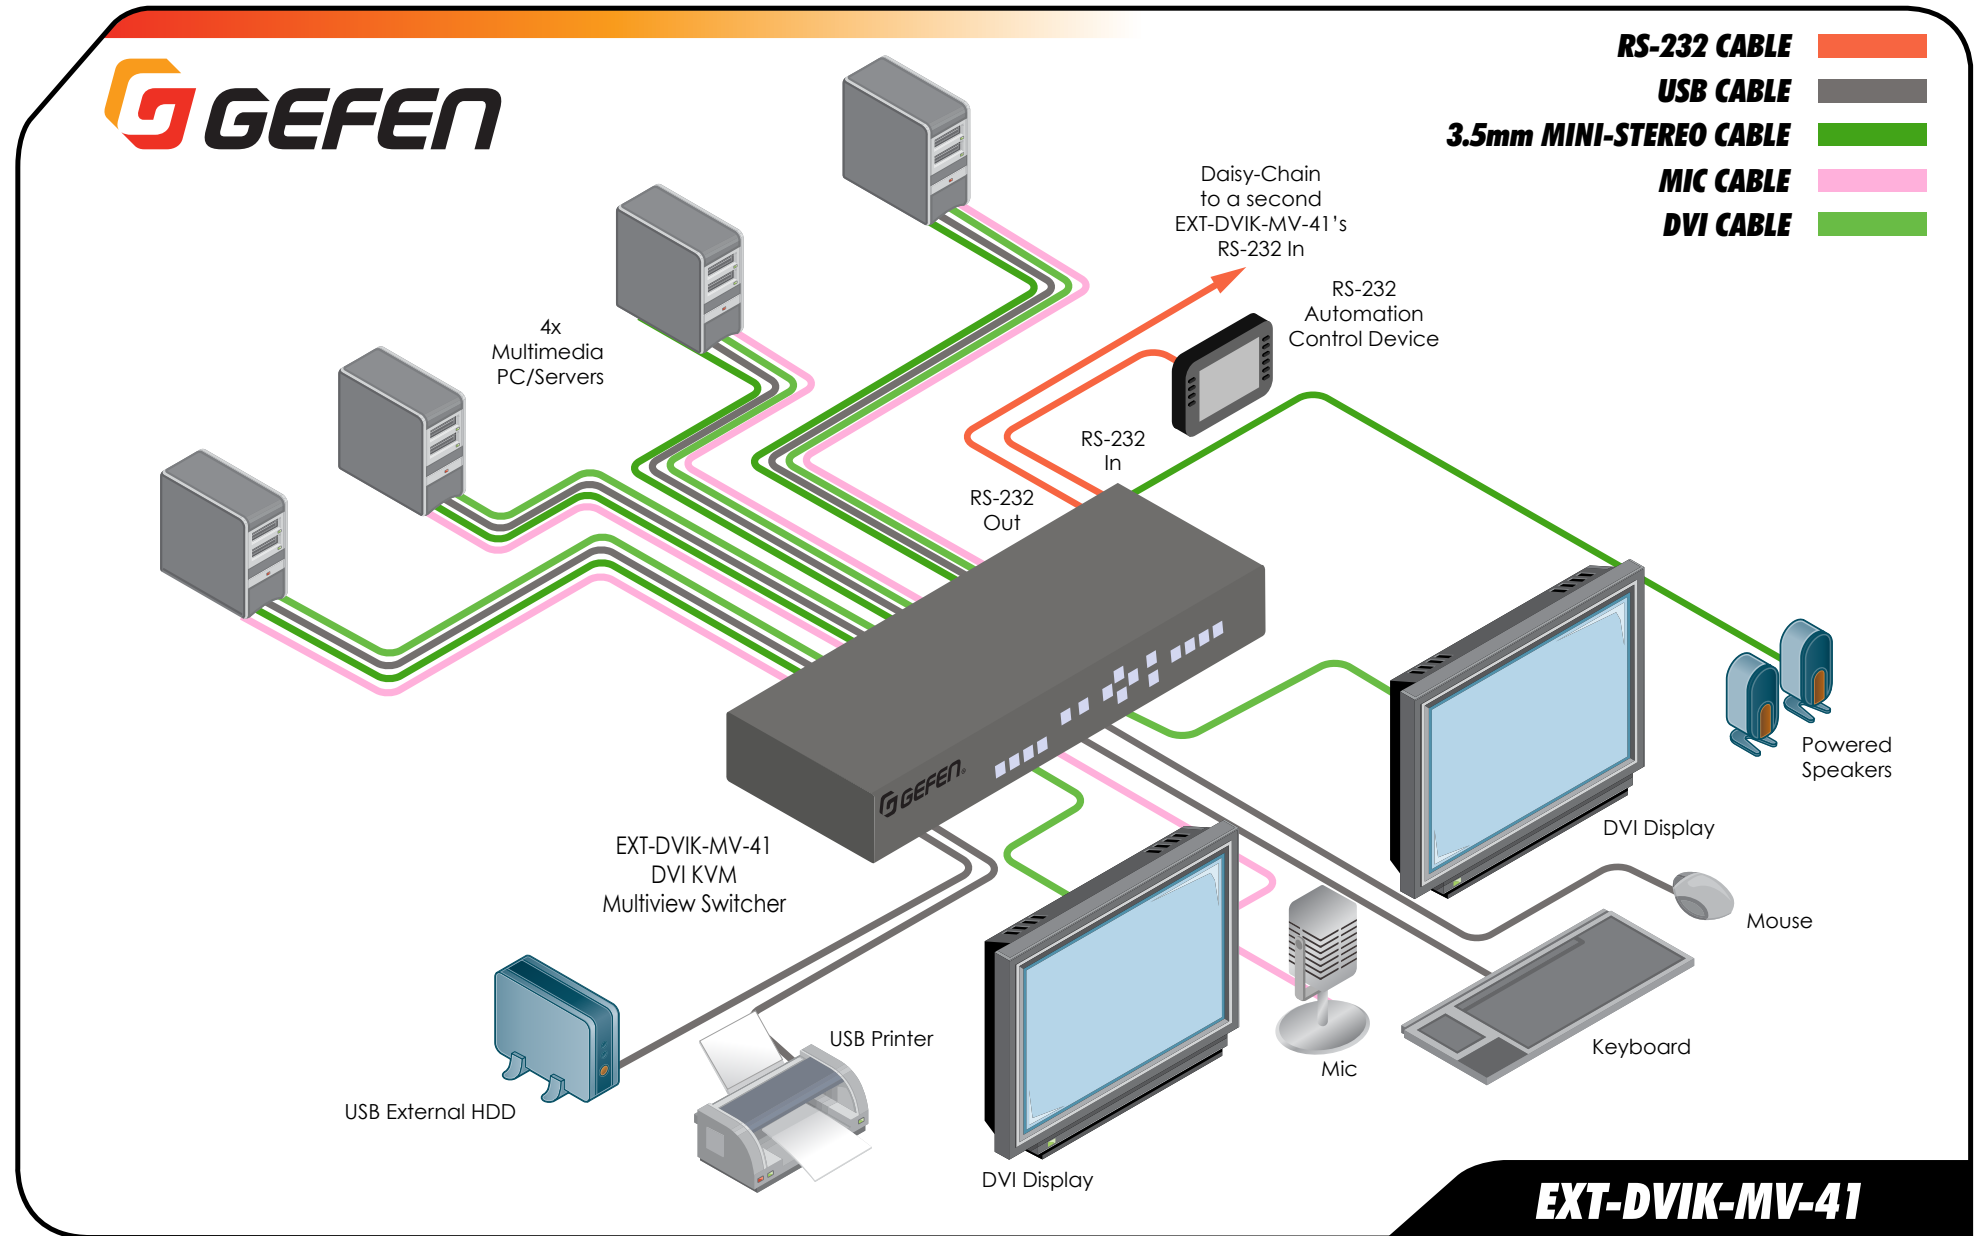 GEFEN
RS-232 CABLE
USB CABLE
3.5mm MINI-STEREO CABLE
MIC CABLE
DVI CABLE
Daisy-Chain
to a second
EXT-DVIK-MV-41's
RS-232 In
RS-232
Automation
Control Device
4x
Multimedia
PC/Servers
RS-232
In
RS-232
Out
GEFEN®
Powered
Speakers
DVI Display
EXT-DVIK-MV-41
DVI KVM
Multiview Switcher
Mouse
USB Printer
Keyboard
Mic
USB External HDD
DVI Display
EXT-DVIK-MV-41